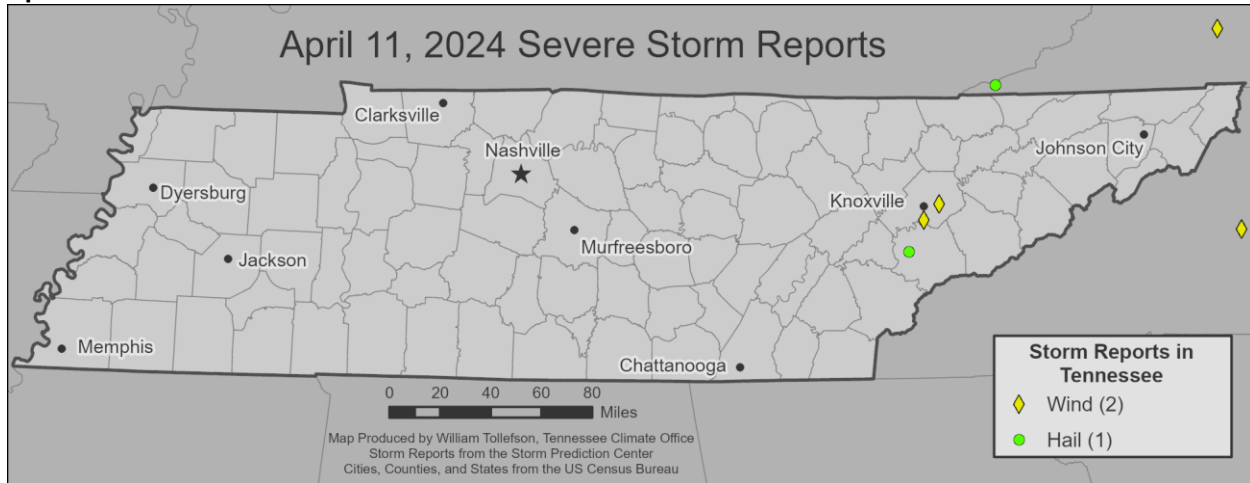 April 11, 2024 Severe Storm Reports
Clarksville
Nashville
Johnson City
Dyersburg
Knoxville
Murfreesboro
Jackson
Memphis
Chattanooga
0 20 40 60 80
Miles
Map Produced by William Tollefson, Tennessee Climate Office
Storm Reports from the Storm Prediction Center
Cities, Counties, and States from the US Census Bureau
Storm Reports in
Tennessee
Wind (2)
Hail (1)